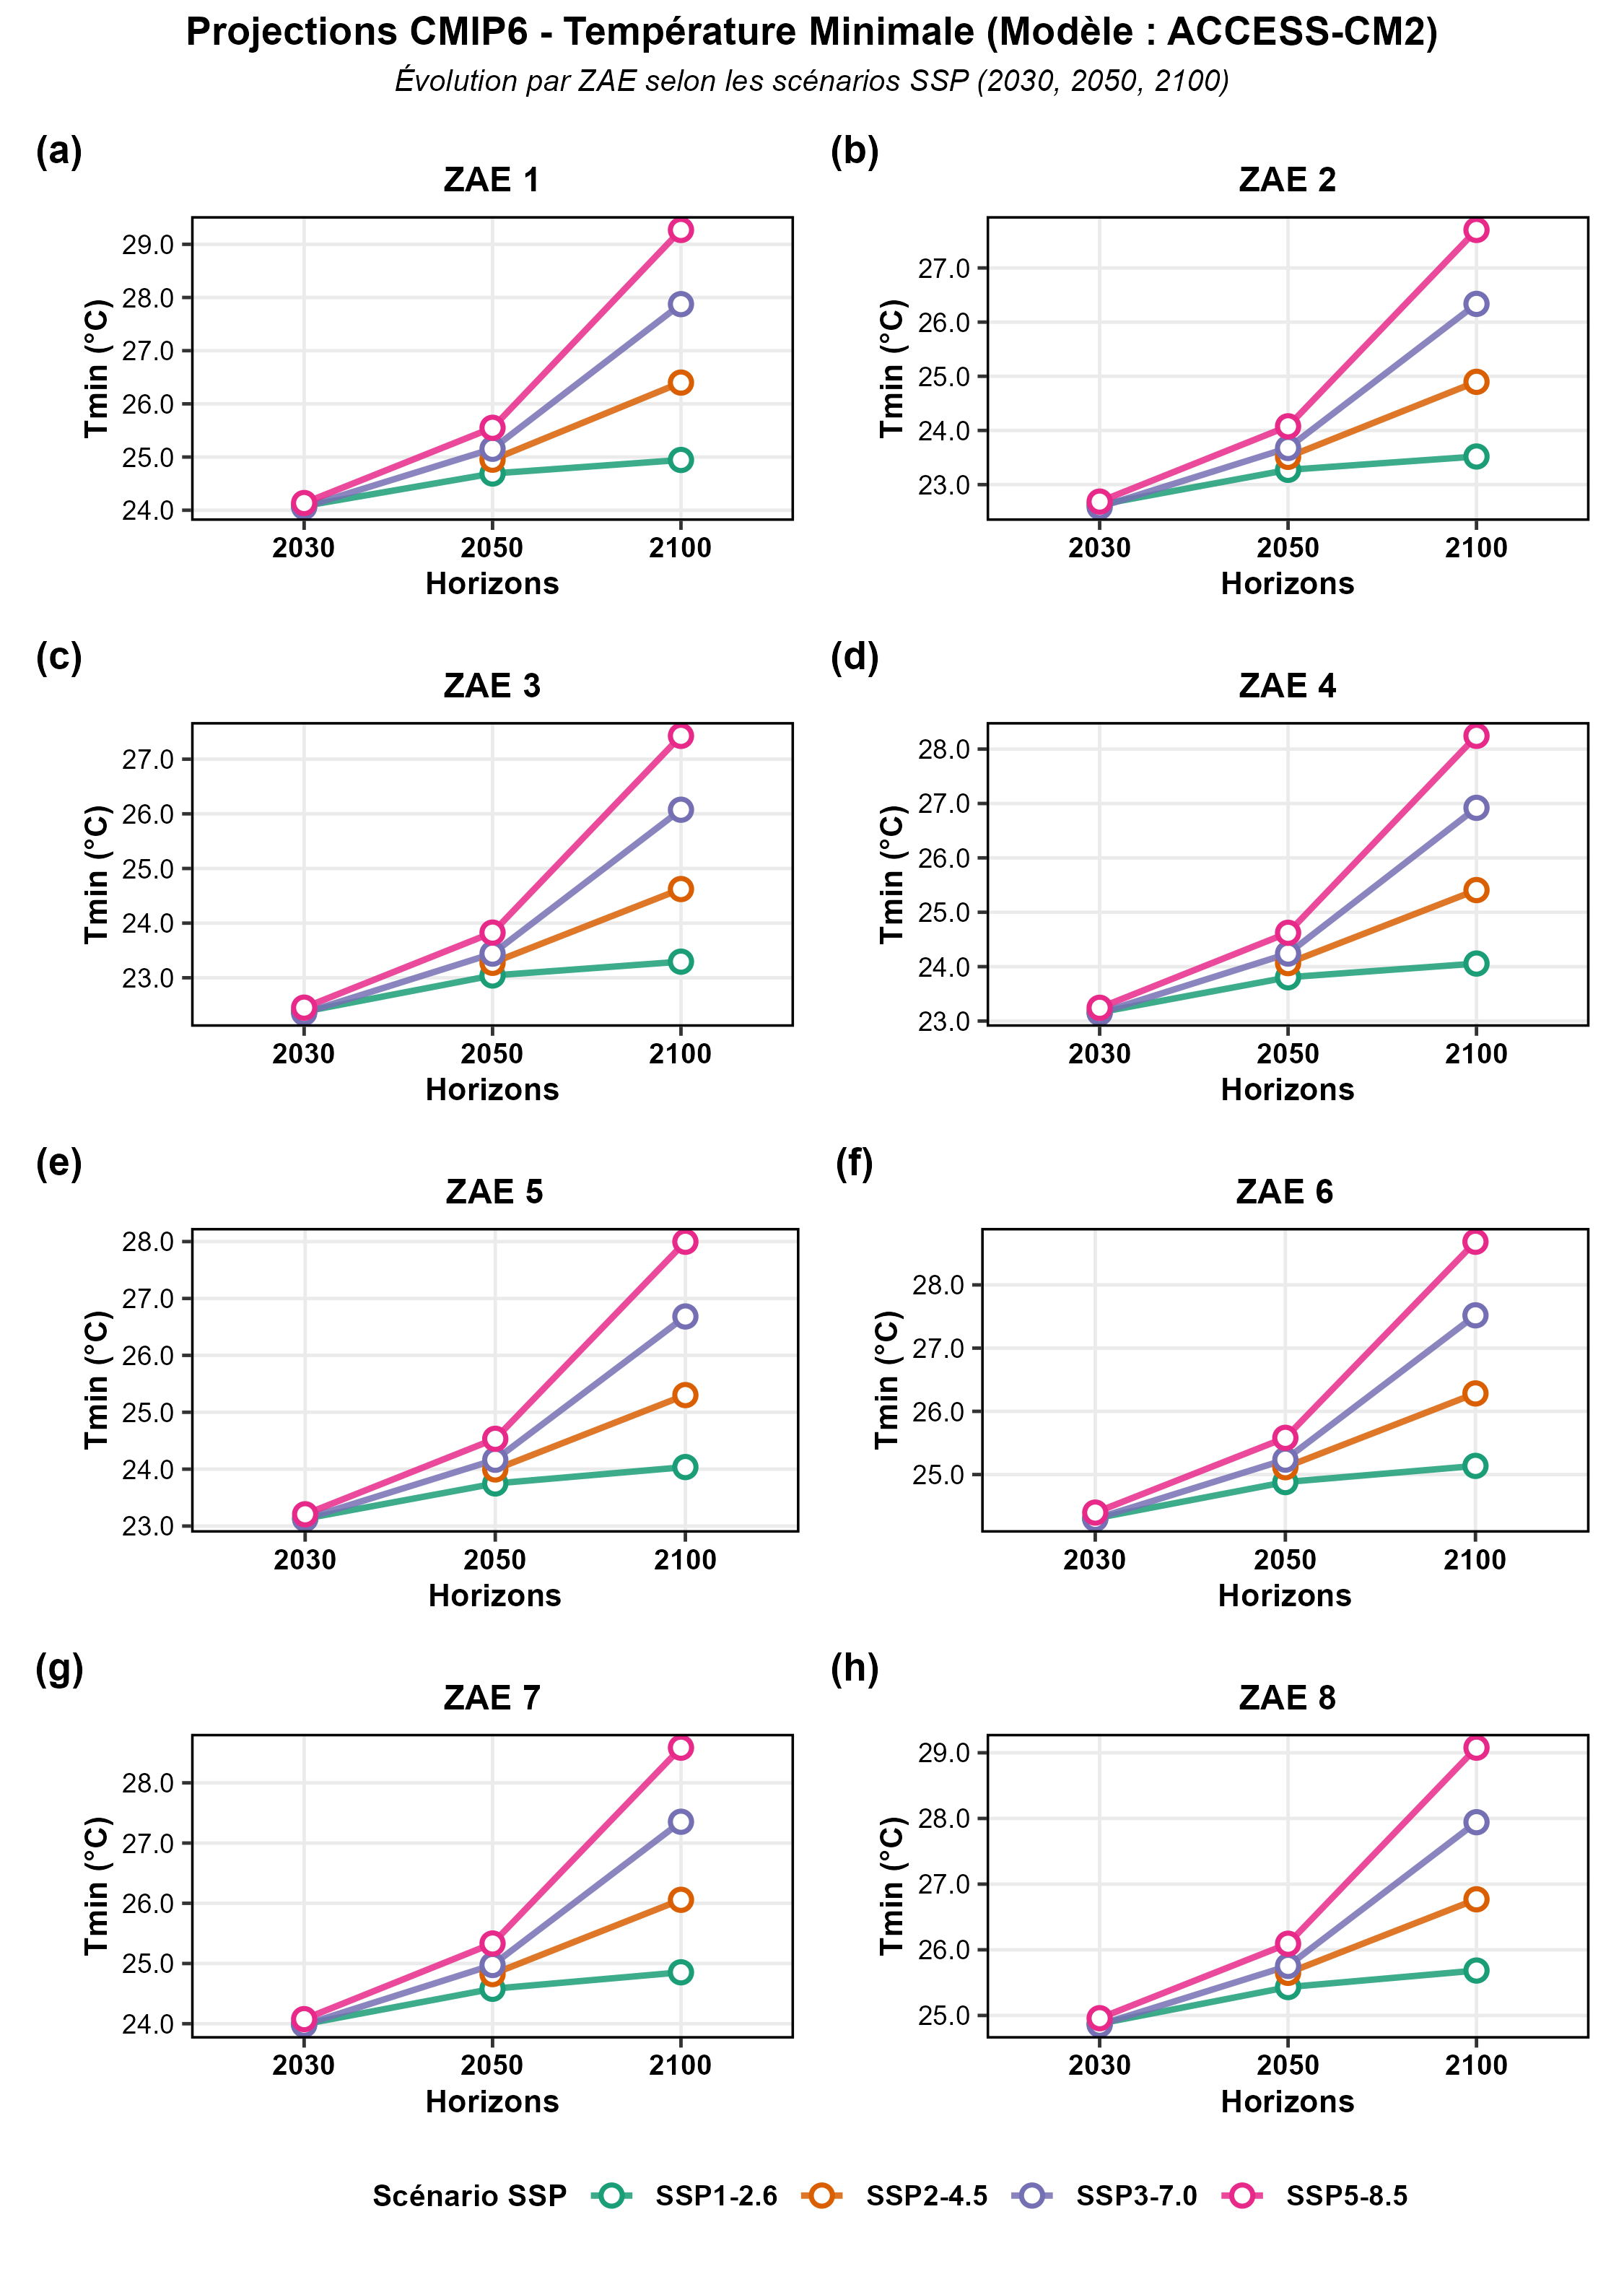 Projections CMIP6 - Température Minimale (Modèle : ACCESS-CM2)
Évolution par ZAE selon les scénarios SSP (2030, 2050, 2100)
(a)
ZAE 1
Tmin (°C)
29.0
28.0
27.0
26.0
25.0
24.0
2030 2050 2100
Horizons
(b)
ZAE 2
Tmin (°C)
27.0
26.0
25.0
24.0
23.0
2030 2050 2100
Horizons
(c)
ZAE 3
Tmin (°C)
27.0
26.0
25.0
24.0
23.0
2030 2050 2100
Horizons
(d)
ZAE 4
Tmin (°C)
28.0
27.0
26.0
25.0
24.0
23.0
2030 2050 2100
Horizons
(e)
ZAE 5
Tmin (°C)
28.0
27.0
26.0
25.0
24.0
23.0
2030 2050 2100
Horizons
(f)
ZAE 6
Tmin (°C)
28.0
27.0
26.0
25.0
2030 2050 2100
Horizons
(g)
ZAE 7
Tmin (°C)
28.0
27.0
26.0
25.0
24.0
2030 2050 2100
Horizons
(h)
ZAE 8
Tmin (°C)
29.0
28.0
27.0
26.0
25.0
2030 2050 2100
Horizons
Scénario SSP SSP1-2.6 SSP2-4.5 SSP3-7.0 SSP5-8.5